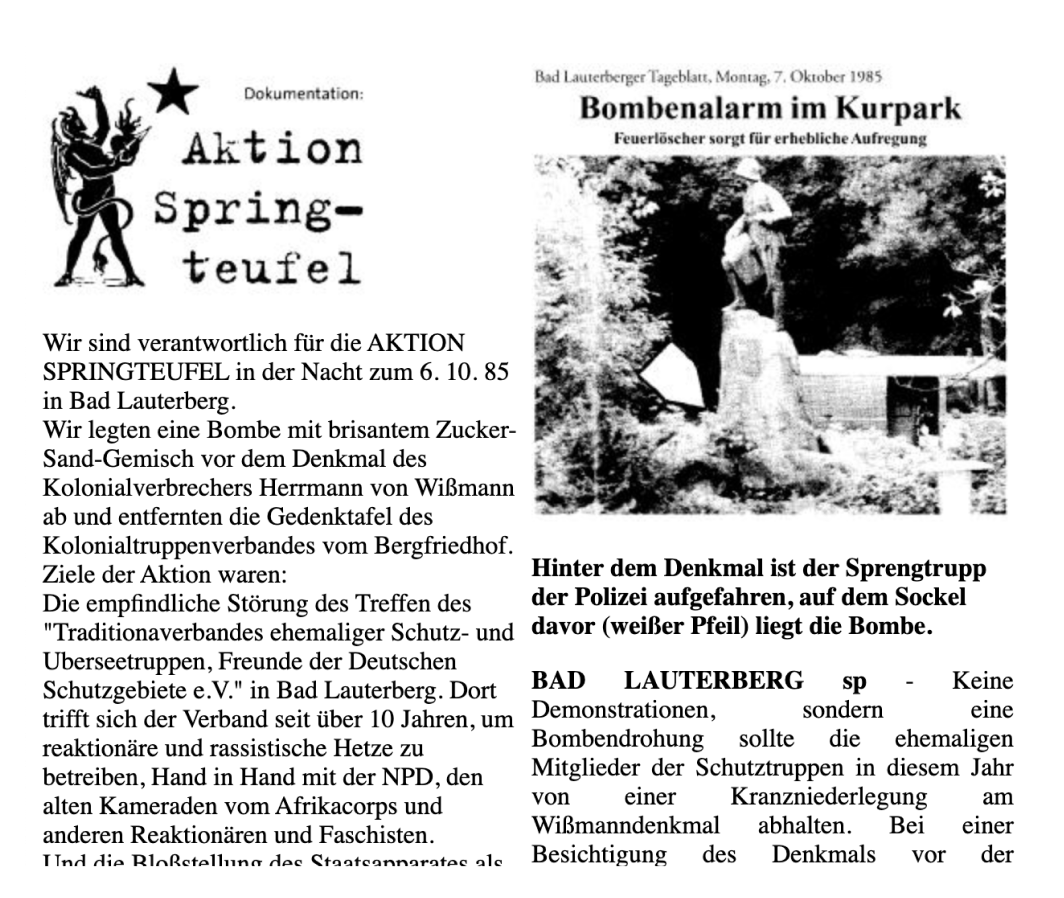 Dokumentation:
Aktion
Spring-
teufel
Wir sind verantwortlich für die AKTION
SPRINGTEUFEL in der Nacht zum 6. 10. 85
in Bad Lauterberg.
Wir legten eine Bombe mit brisantem Zucker-
Sand-Gemisch vor dem Denkmal des
Kolonialverbrechers Herrmann von Wißmann
ab und entfernten die Gedenktafel des
Kolonialtruppenverbandes vom Bergfriedhof.
Ziele der Aktion waren:
Die empfindliche Störung des Treffen des
"Traditionaverbandes ehemaliger Schutz- und
Uberseetruppen, Freunde der Deutschen
Schutzgebiete e.V." in Bad Lauterberg. Dort
trifft sich der Verband seit über 10 Jahren, um
reaktionäre und rassistische Hetze zu
betreiben, Hand in Hand mit der NPD, den
alten Kameraden vom Afrikacorps und
anderen Reaktionären und Faschisten.
Und die Bloßstellung des Staatsapparates als
Bad Lauterberger Tageblatt, Montag, 7. Oktober 1985
Bombenalarm im Kurpark
Feuerlöscher sorgt für erhebliche Aufregung
Hinter dem Denkmal ist der Sprengtrupp
der Polizei aufgefahren, auf dem Sockel
davor (weißer Pfeil) liegt die Bombe.
BAD LAUTERBERG sp - Keine
Demonstrationen, sondern eine
Bombendrohung sollte die ehemaligen
Mitglieder der Schutztruppen in diesem Jahr
von einer Kranzniederlegung am
Wißmanndenkmal abhalten. Bei einer
Besichtigung des Denkmals vor der